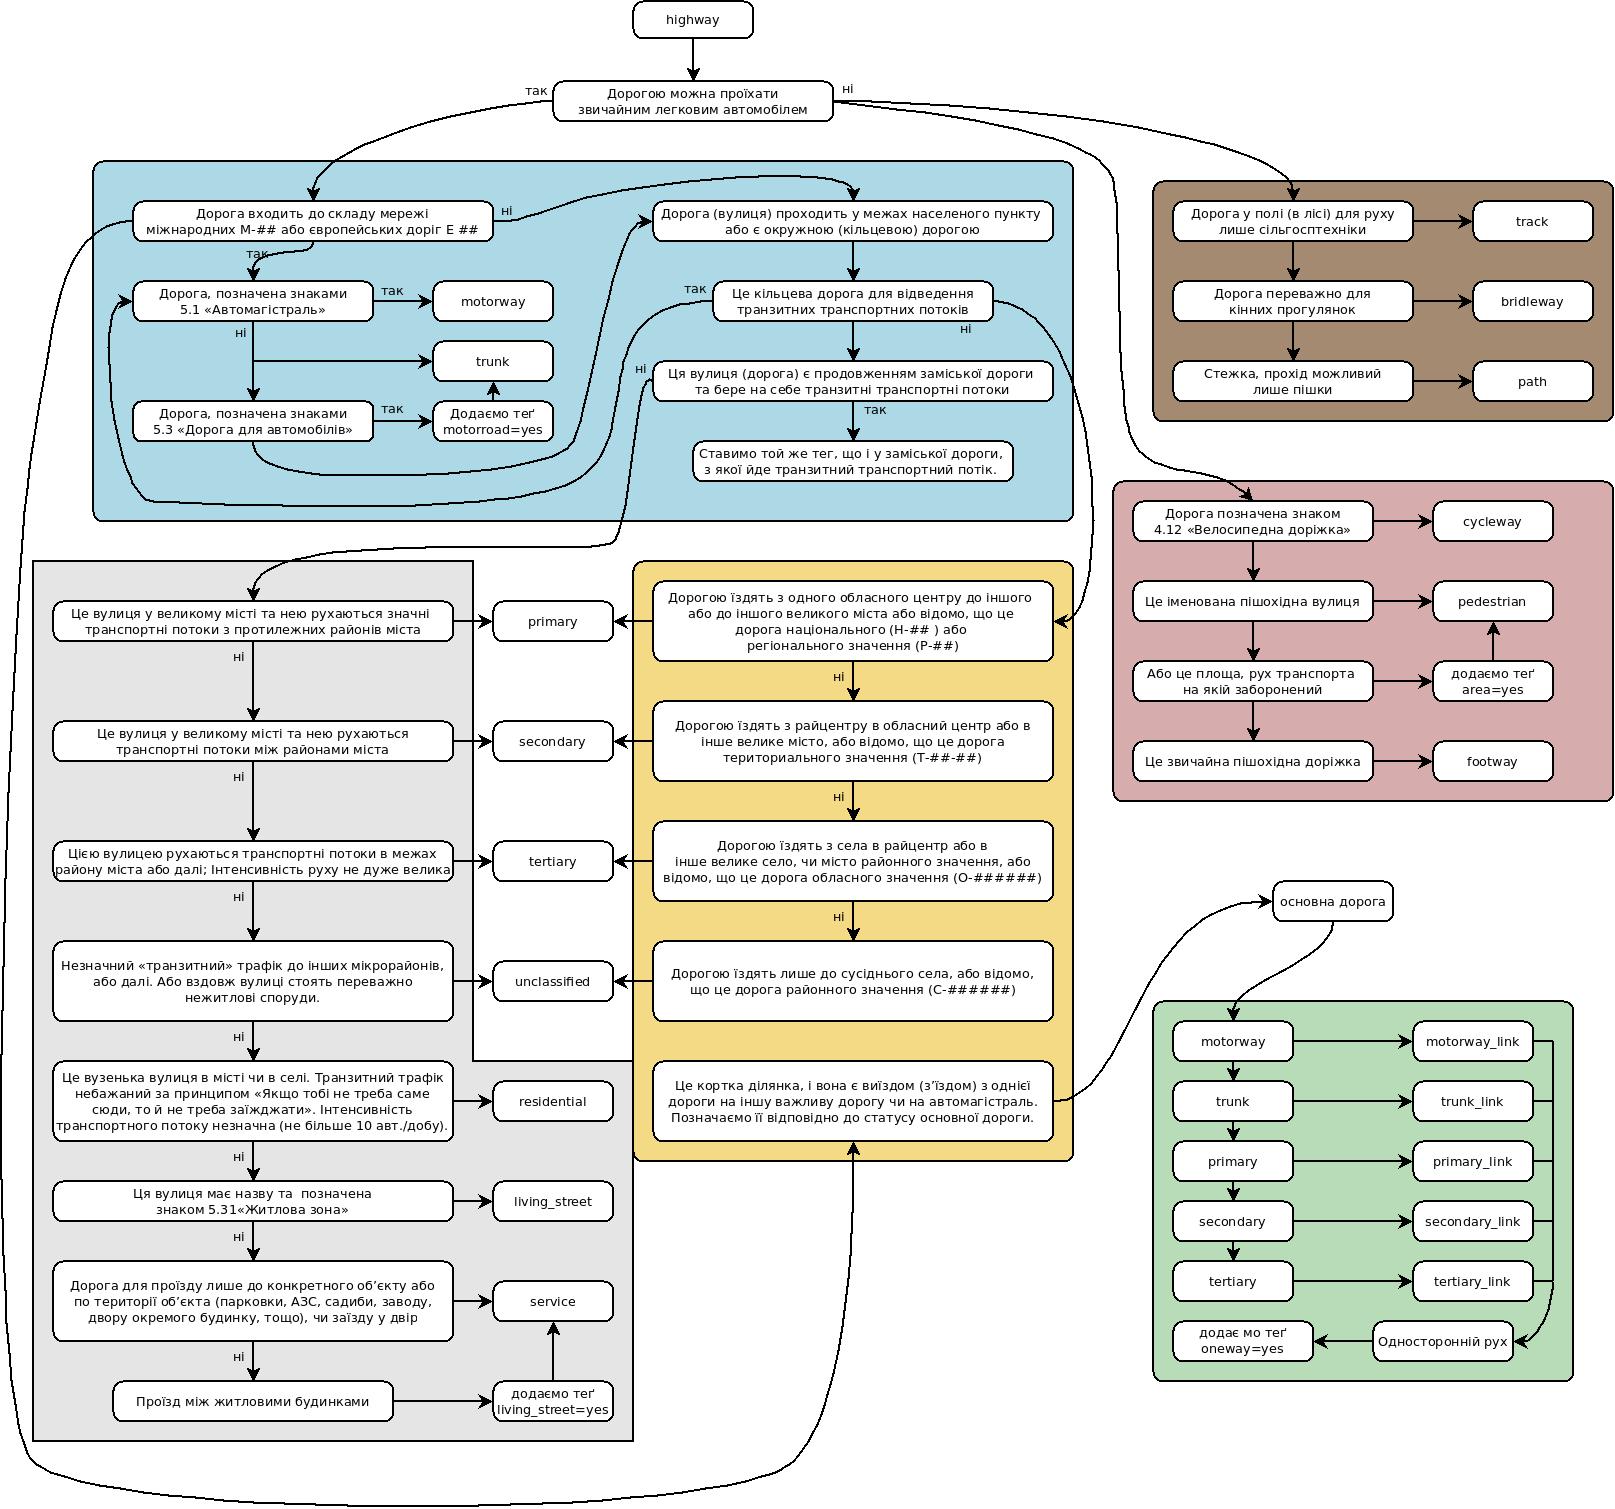 highway
Дорогою можна проїхати
звичайним легковим автомобілем
так
ні
Дорога входить до складу мережі
міжнародних М-## або європейських доріг Е ##
ні
так
Дорога, позначена знаками
5.1 «Автомагістраль»
так
motorway
ні
trunk
Дорога, позначена знаками
5.3 «Дорога для автомобілів»
так
Додаємо теґ
motorroad=yes
Дорога (вулиця) проходить у межах населеного пункту
або є окружною (кільцевою) дорогою
так
Це кільцева дорога для відведення
транзитних транспортних потоків
ні
ні
Ця вулиця (дорога) є продовженням заміської дороги
та бере на себе транзитні транспортні потоки
так
Ставимо той же тег, що і у заміської дороги,
з якої йде транзитний транспортний потік.
Дорога у полі (в лісі) для руху
лише сільгосптехніки
track
Дорога переважно для
кінних прогулянок
bridleway
Стежка, прохід можливий
лише пішки
path
Дорога позначена знаком
4.12 «Велосипедна доріжка»
cycleway
Це іменована пішохідна вулиця
pedestrian
Або це площа, рух транспорта
на якій заборонений
додаємо теґ
area=yes
Це звичайна пішохідна доріжка
footway
Це вулиця у великому місті та нею рухаються значні
транспортні потоки з протилежних районів міста
primary
ні
Це вулиця у великому місті та нею рухаються
транспортні потоки між районами міста
secondary
ні
Цією вулицею рухаються транспортні потоки в межах
району міста або далі; Інтенсивність руху не дуже велика
tertiary
ні
Незначний «транзитний» трафік до інших мікрорайонів,
або далі. Або вздовж вулиці стоять переважно
нежитлові споруди.
unclassified
ні
Це вузенька вулиця в місті чи в селі. Транзитний трафік
небажаний за принципом «Якщо тобі не треба саме
сюди, то й не треба заїжджати». Інтенсивність
транспортного потоку незначна (не більше 10 авт./добу).
residential
ні
Ця вулиця має назву та  позначена
знаком 5.31«Житлова зона»
living_street
ні
Дорога для проїзду лише до конкретного об’єкту або
по території об’єкта (парковки, АЗС, садиби, заводу,
двору окремого будинку, тощо), чи заїзду у двір
service
ні
Проїзд між житловими будинками
додаємо теґ
living_street=yes
Дорогою їздять з одного обласного центру до іншого
або до іншого великого міста або відомо, що це
дорога національного (Н-## ) або
регіонального значення (Р-##)
ні
Дорогою їздять з райцентру в обласний центр або в
інше велике місто, або відомо, що це дорога
териториального значення (Т-##-##)
ні
Дорогою їздять з села в райцентр або в
інше велике село, чи місто районного значення, або
відомо, що це дорога обласного значення (О-######)
ні
Дорогою їздять лише до сусіднього села, або відомо,
що це дорога районного значення (С-######)
Це кортка ділянка, і вона є виїздом (з’їздом) з однієї
дороги на іншу важливу дорогу чи на автомагістраль.
Позначаємо її відповідно до статусу основної дороги.
основна дорога
motorway
motorway_link
trunk
trunk_link
primary
primary_link
secondary
secondary_link
tertiary
tertiary_link
додає мо теґ
oneway=yes
Односторонній рух